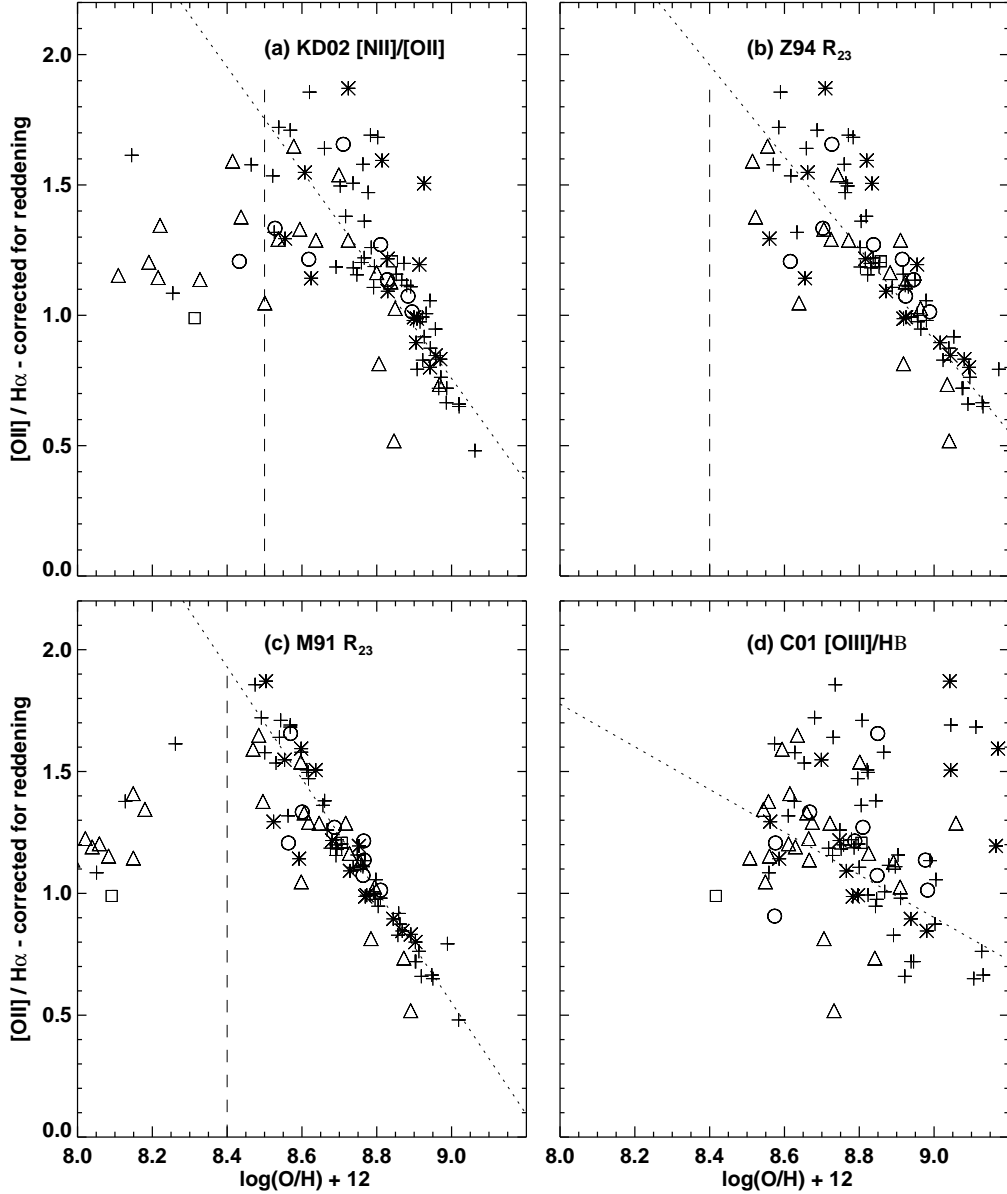 (a) KD02 [NII]/[OII]
(b) Z94 R23
2.0
1.5
1.0
0.5
0.0
[OII] / Hα - corrected for reddening
(c) M91 R23
(d) C01 [OIII]/HB
2.0
1.5
1.0
0.5
0.0
[OII] / Hα - corrected for reddening
8.0 8.2 8.4 8.6 8.8 9.0
log(O/H) + 12
8.2 8.4 8.6 8.8 9.0
log(O/H) + 12